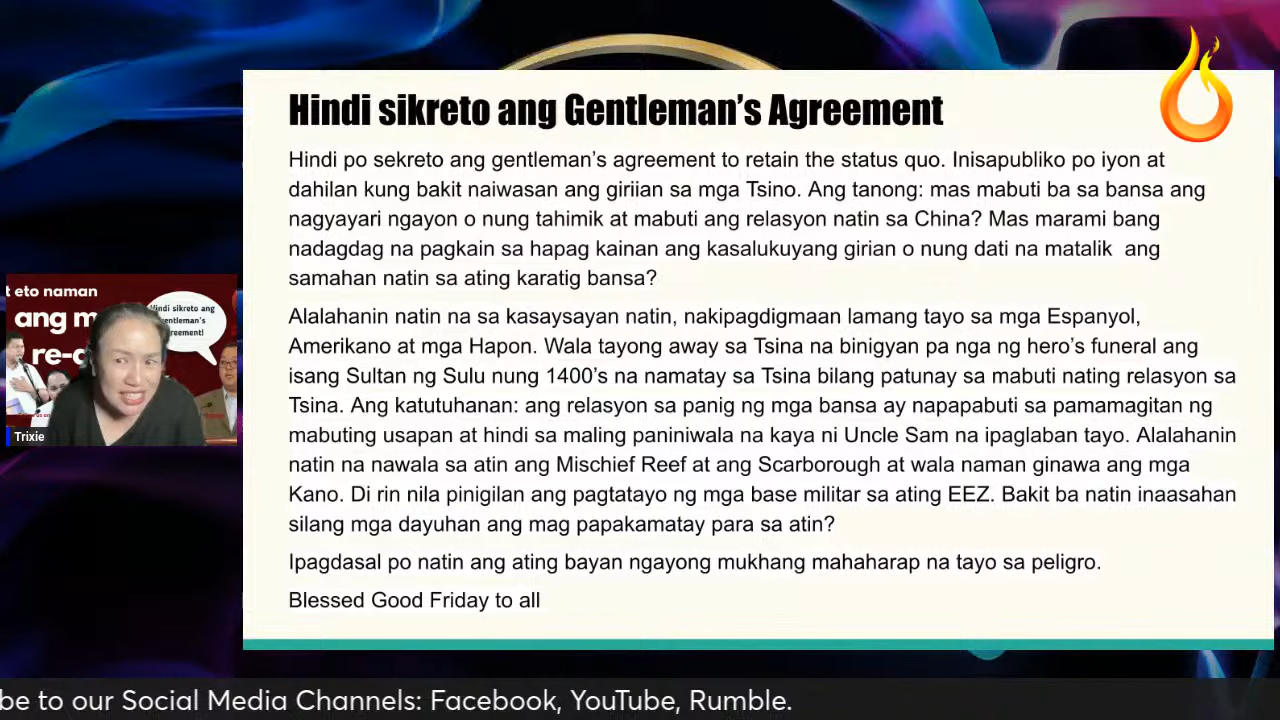 Hindi sikreto ang Gentleman's Agreement
Hindi po sekreto ang gentleman's agreement to retain the status quo. Inisapubliko po iyon at
dahilan kung bakit naiwasan ang giriian sa mga Tsino. Ang tanong: mas mabuti ba sa bansa ang
nagyayari ngayon o nung tahimik at mabuti ang relasyon natin sa China? Mas marami bang
nadagdag na pagkain sa hapag kainan ang kasalukuyang girian o nung dati na matalik ang
samahan natin sa ating karatig bansa?
Alalahanin natin na sa kasaysayan natin, nakipagdigmaan lamang tayo sa mga Espanyol,
Amerikano at mga Hapon. Wala tayong away sa Tsina na binigyan pa nga ng hero's funeral ang
isang Sultan ng Sulu nung 1400's na namatay sa Tsina bilang patunay sa mabuti nating relasyon sa
Tsina. Ang katutuhanan: ang relasyon sa panig ng mga bansa ay napapabuti sa pamamagitan ng
mabuting usapan at hindi sa maling paniniwala na kaya ni Uncle Sam na ipaglaban tayo. Alalahanin
natin na nawala sa atin ang Mischief Reef at ang Scarborough at wala naman ginawa ang mga
Kano. Di rin nila pinigilan ang pagtatayo ng mga base militar sa ating EEZ. Bakit ba natin inaasahan
silang mga dayuhan ang mag papakamatay para sa atin?
Ipagdasal po natin ang ating bayan ngayong mukhang mahaharap na tayo sa peligro.
Blessed Good Friday to all
t eto naman
ang m
re-
Hindi sikreto ang
gentleman's
agreement!
Trixie
be to our Social Media Channels: Facebook, YouTube, Rumble.